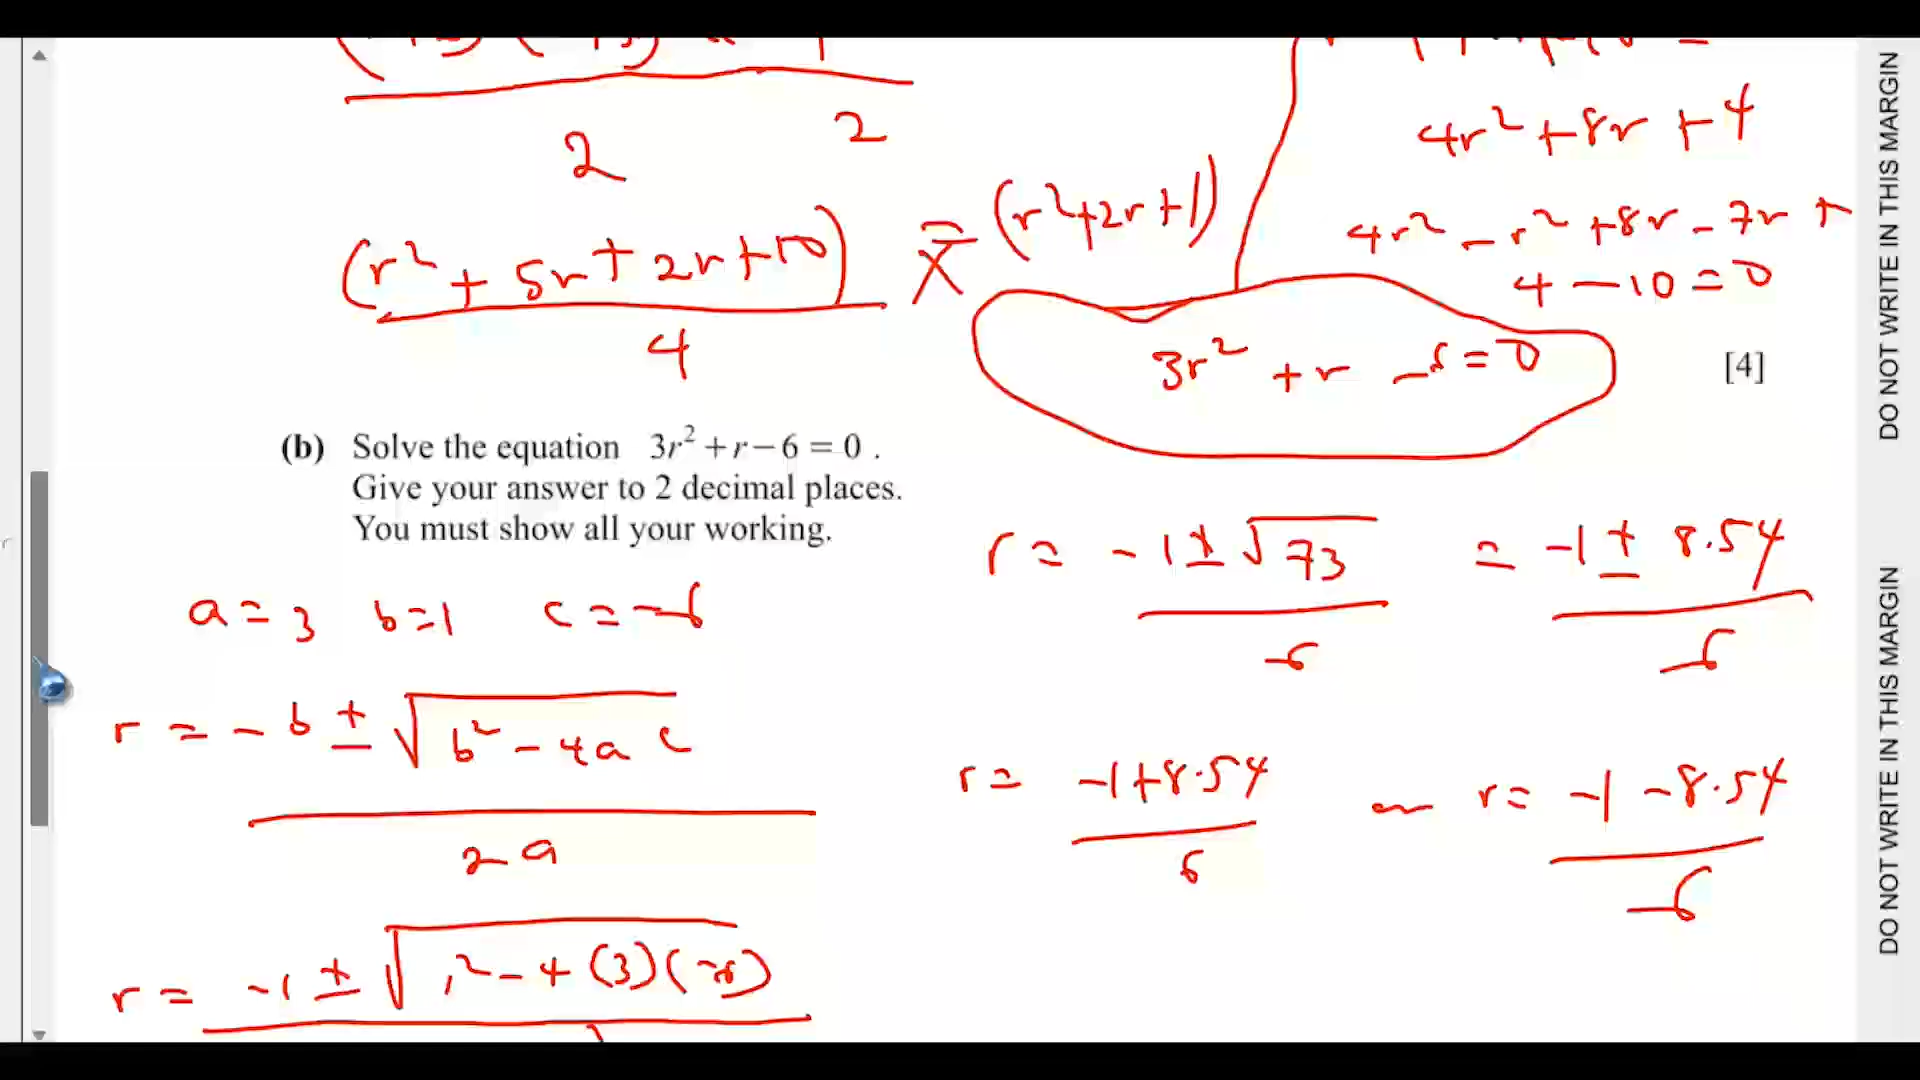 4r² + 8r + 4
2
2
(r² + 5r + 2r + 10) = (r² + 2r + 1)
4
4r² - r² + 8r - 7r +
4 - 10 = 0
3r² + r - 6 = 0
[4]
(b) Solve the equation 3r² + r − 6 = 0 .
Give your answer to 2 decimal places.
You must show all your working.
a = 3 b = 1 c = -6
r = -b ± √(b² - 4ac)
2a
r = -1 ± √(1² - 4(3)(-6))
r = -1 ± √73 = -1 ± 8.54
6 6
r = -1 + 8.54 or r = -1 - 8.54
6 6
DO NOT WRITE IN THIS MARGIN
DO NOT WRITE IN THIS MARGIN